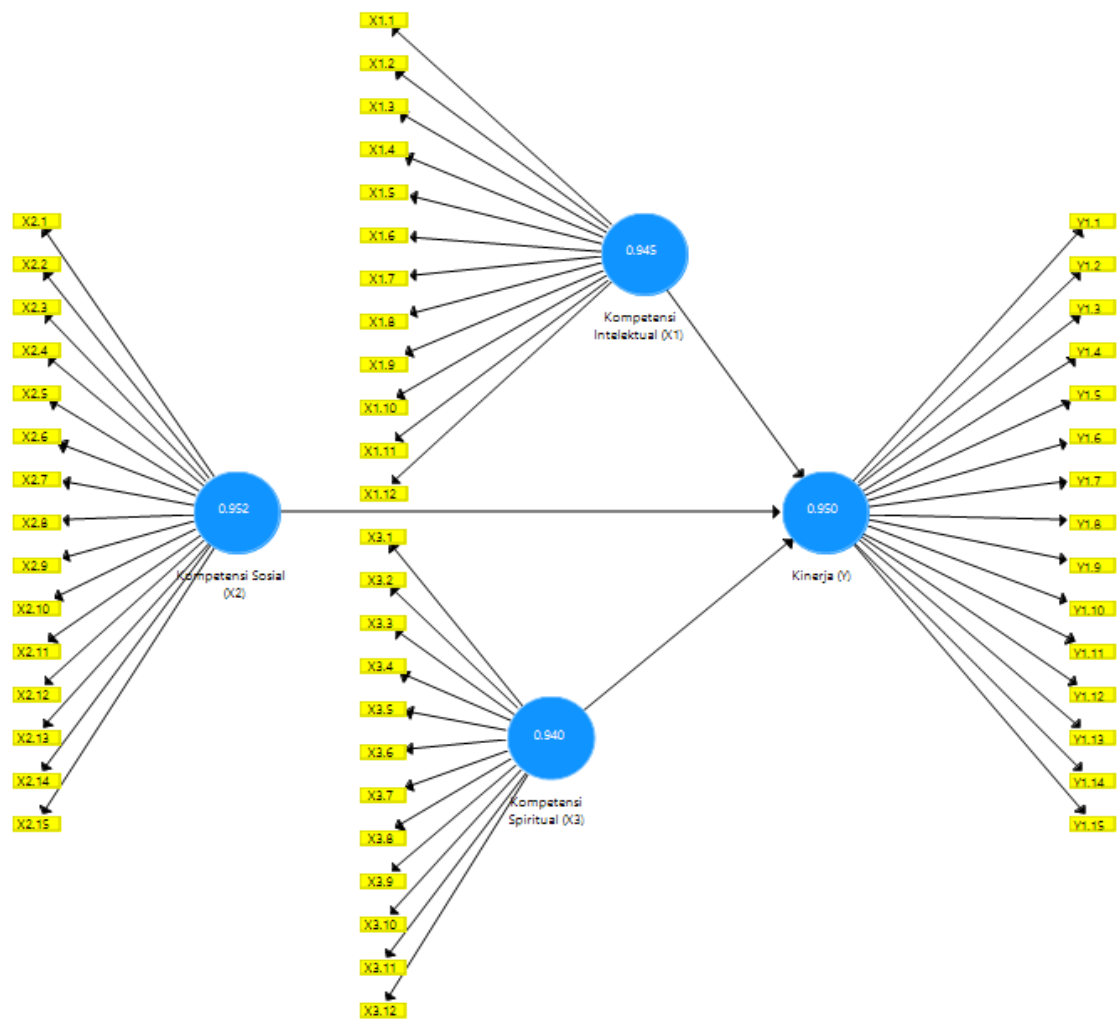 X1.1
X1.2
X1.3
X1.4
X1.5
X1.6
X1.7
X1.8
X1.9
X1.10
X1.11
X1.12
0.945
Kompetensi
Intelektual (X1)
X2.1
X2.2
X2.3
X2.4
X2.5
X2.6
X2.7
X2.8
X2.9
X2.10
X2.11
X2.12
X2.13
X2.14
X2.15
0.952
Kompetensi Sosial
(X2)
X3.1
X3.2
X3.3
X3.4
X3.5
X3.6
X3.7
X3.8
X3.9
X3.10
X3.11
X3.12
0.940
Kompetensi
Spiritual (X3)
0.950
Kinerja (Y)
Y1.1
Y1.2
Y1.3
Y1.4
Y1.5
Y1.6
Y1.7
Y1.8
Y1.9
Y1.10
Y1.11
Y1.12
Y1.13
Y1.14
Y1.15